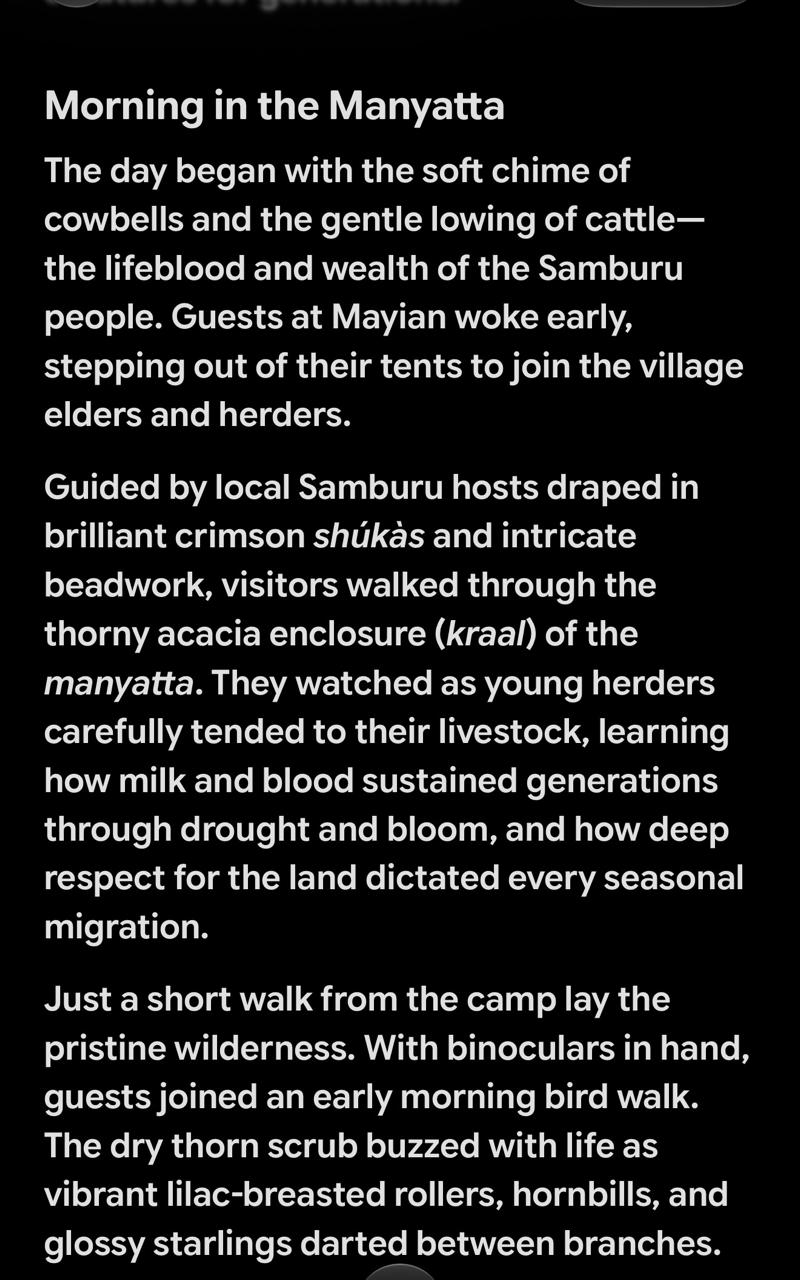 Morning in the Manyatta
The day began with the soft chime of
cowbells and the gentle lowing of cattle—
the lifeblood and wealth of the Samburu
people. Guests at Mayian woke early,
stepping out of their tents to join the village
elders and herders.
Guided by local Samburu hosts draped in
brilliant crimson shúkàs and intricate
beadwork, visitors walked through the
thorny acacia enclosure (kraal) of the
manyatta. They watched as young herders
carefully tended to their livestock, learning
how milk and blood sustained generations
through drought and bloom, and how deep
respect for the land dictated every seasonal
migration.
Just a short walk from the camp lay the
pristine wilderness. With binoculars in hand,
guests joined an early morning bird walk.
The dry thorn scrub buzzed with life as
vibrant lilac-breasted rollers, hornbills, and
glossy starlings darted between branches.